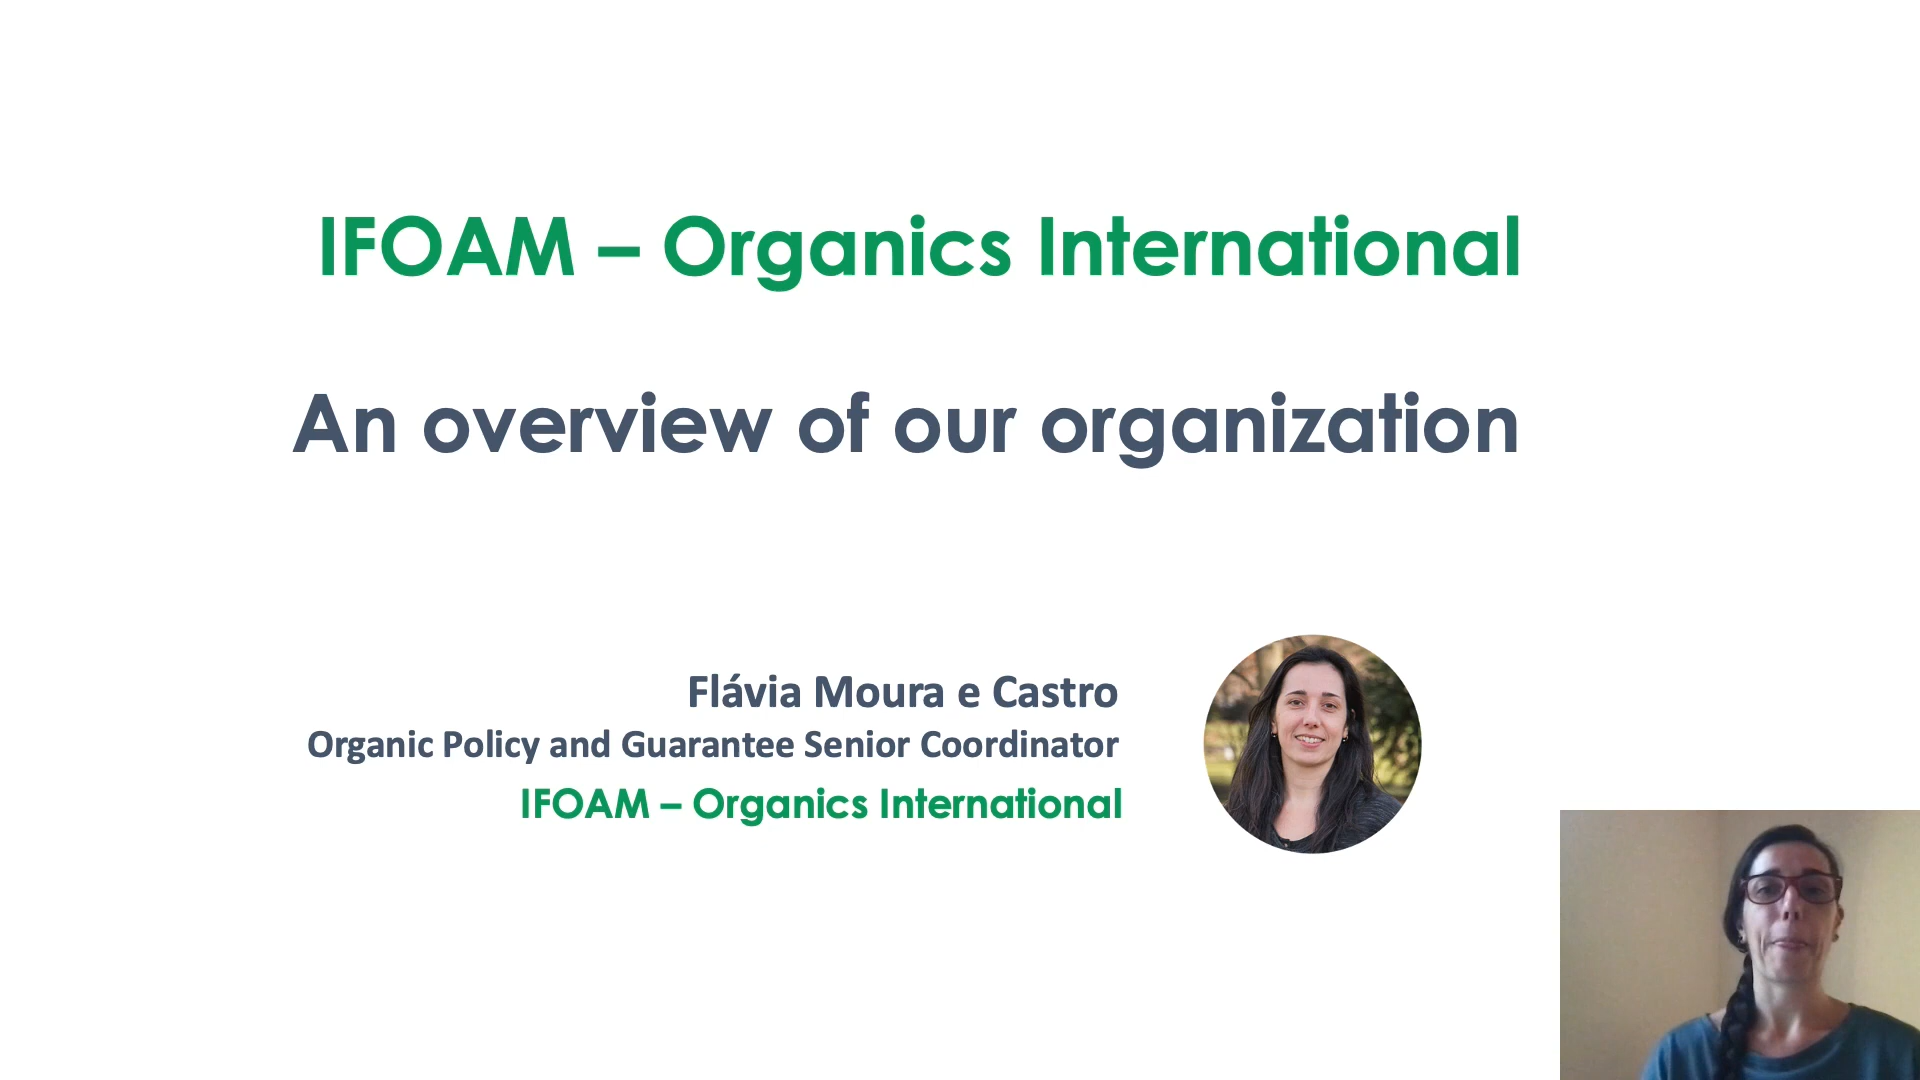 IFOAM – Organics International
An overview of our organization
Flávia Moura e Castro
Organic Policy and Guarantee Senior Coordinator
IFOAM – Organics International